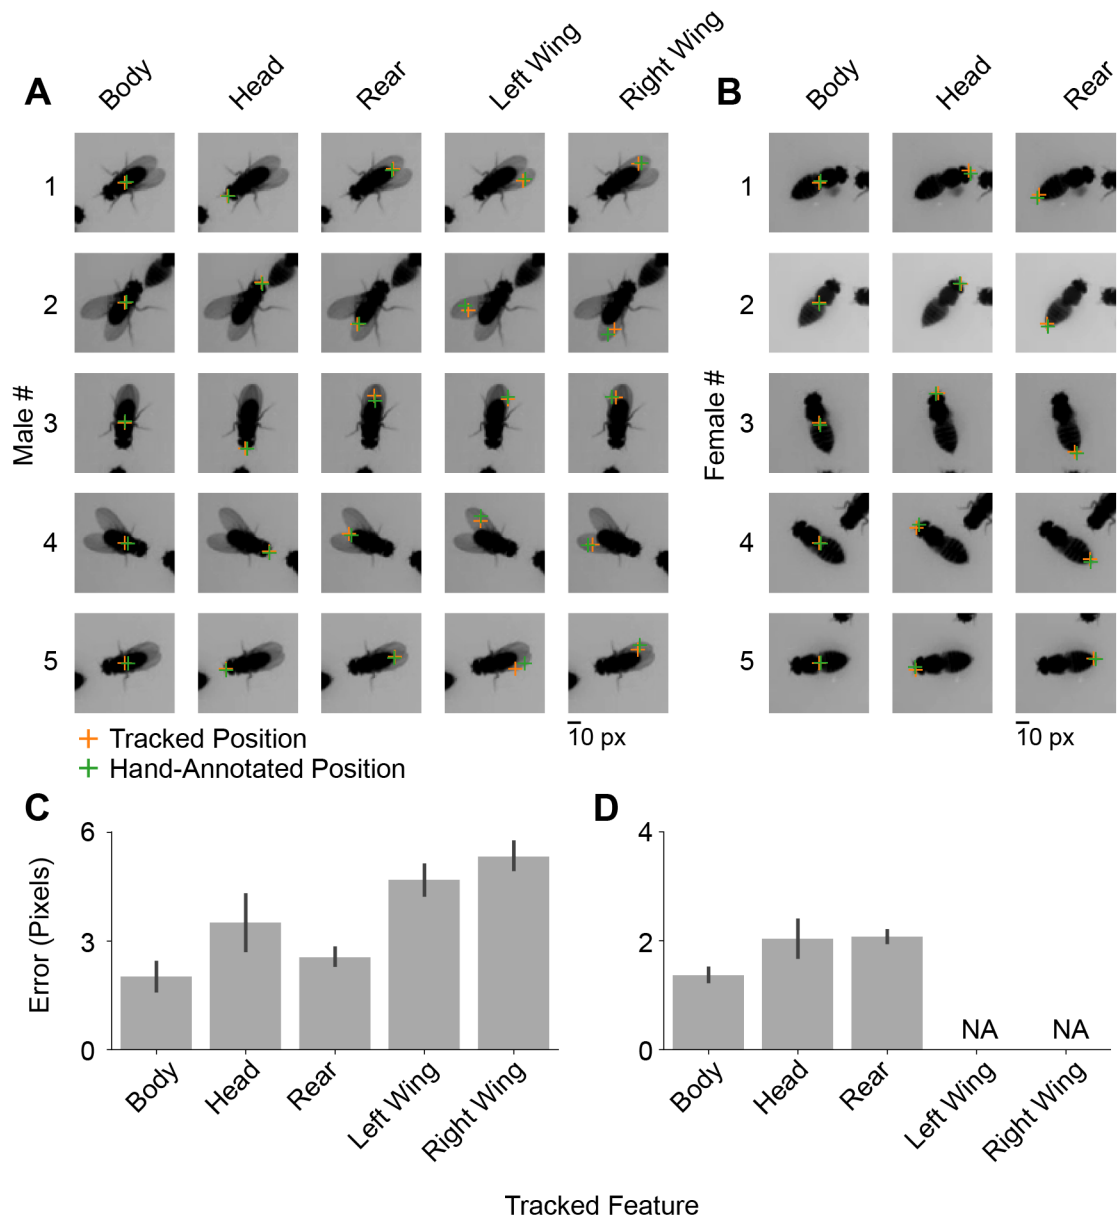 A
Body
Head
Rear
Left Wing
Right Wing
B
Body
Head
Rear
Male #
1
2
3
4
5
Female #
1
2
3
4
5
Tracked Position
Hand-Annotated Position
10 px
10 px
C
Error (Pixels)
6
3
0
Body
Head
Rear
Left Wing
Right Wing
D
4
2
0
NA
NA
Body
Head
Rear
Left Wing
Right Wing
Tracked Feature